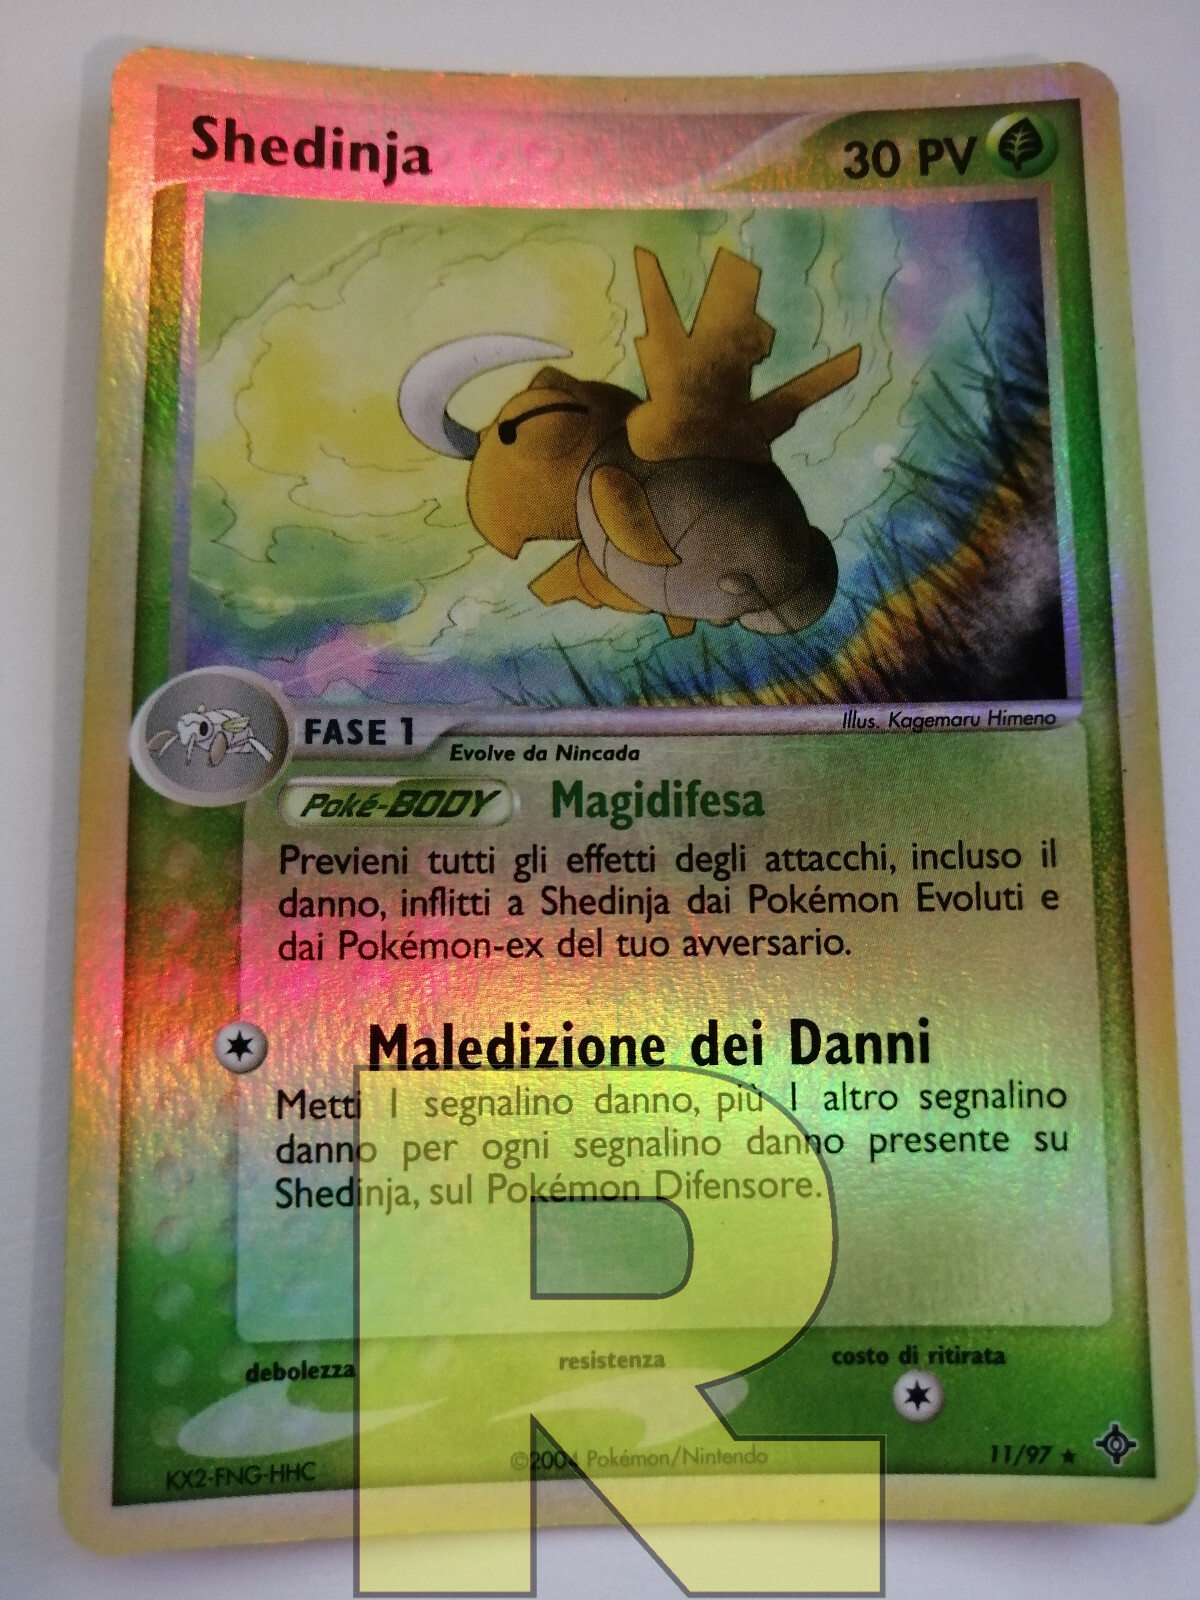 Shedinja
30 PV
Illus. Kagemaru Himeno
FASE 1
Evolve da Nincada
Poké-BODY Magidifesa
Previeni tutti gli effetti degli attacchi, incluso il
danno, inflitti a Shedinja dai Pokémon Evoluti e
dai Pokémon-ex del tuo avversario.
Maledizione dei Danni
Metti 1 segnalino danno, più 1 altro segnalino
danno per ogni segnalino danno presente su
Shedinja, sul Pokémon Difensore.
debolezza resistenza costo di ritirata
KX2-FNG-HHC ©2004 Pokémon/Nintendo 11/97 ★
R